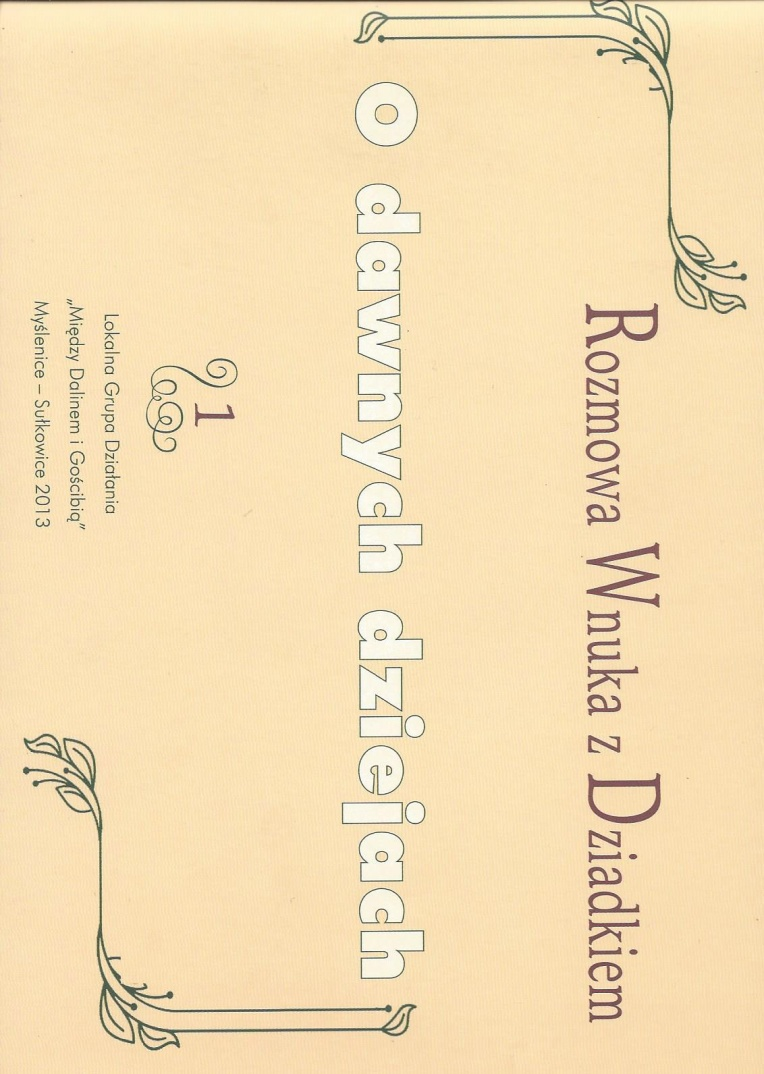 Rozmowa Wnuka z Dziadkiem
O dawnych dziejach
1
Lokalna Grupa Działania
„Między Dalinem i Gościbią”
Myślenice – Sułkowice 2013